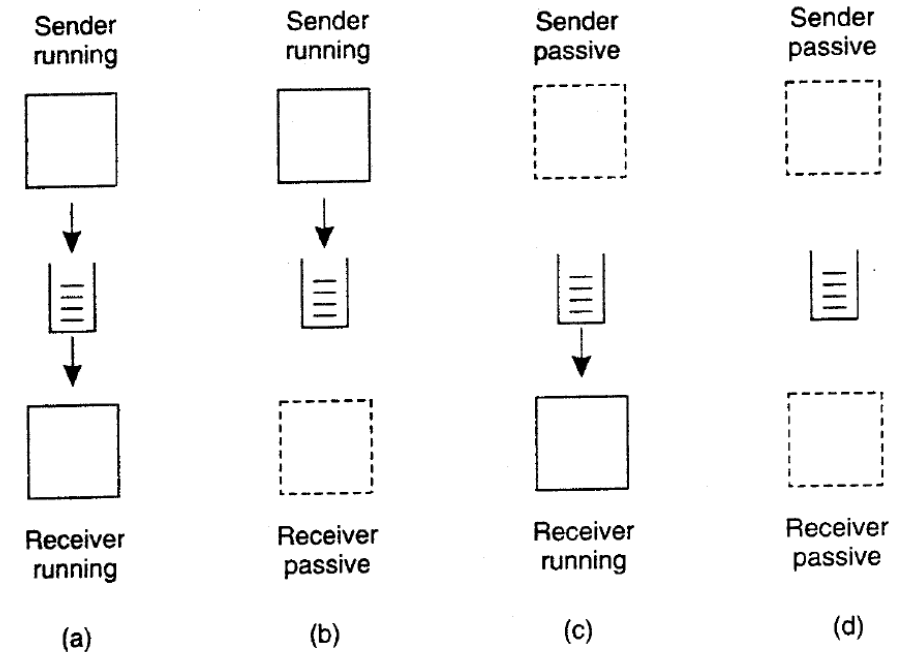 Sender
running
Sender
running
Sender
passive
Sender
passive
Receiver
running
Receiver
passive
Receiver
running
Receiver
passive
(a)
(b)
(c)
(d)